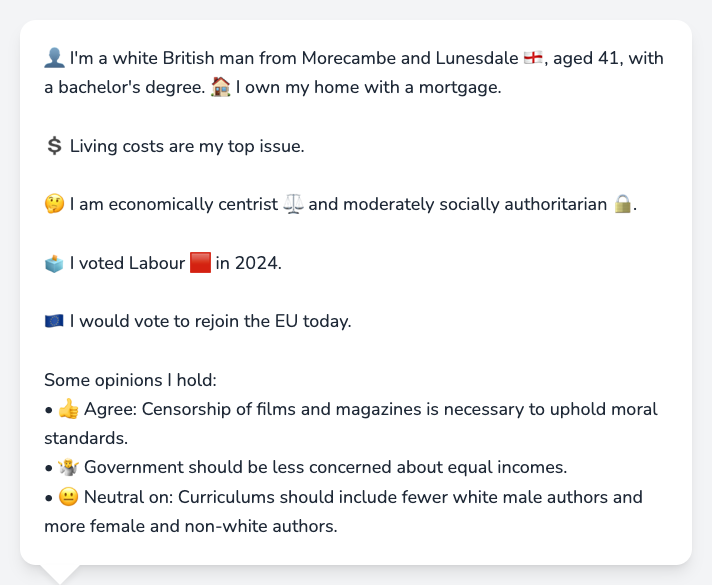 👤 I'm a white British man from Morecambe and Lunesdale 🏴󠁧󠁢󠁥󠁮󠁧󠁿, aged 41, with
a bachelor's degree. 🏠 I own my home with a mortgage.
💲 Living costs are my top issue.
🤔 I am economically centrist ⚖️ and moderately socially authoritarian 🔒.
🗳️ I voted Labour 🟥 in 2024.
🇪🇺 I would vote to rejoin the EU today.
Some opinions I hold:
• 👍 Agree: Censorship of films and magazines is necessary to uphold moral
standards.
• 🤷 Government should be less concerned about equal incomes.
• 😐 Neutral on: Curriculums should include fewer white male authors and
more female and non-white authors.